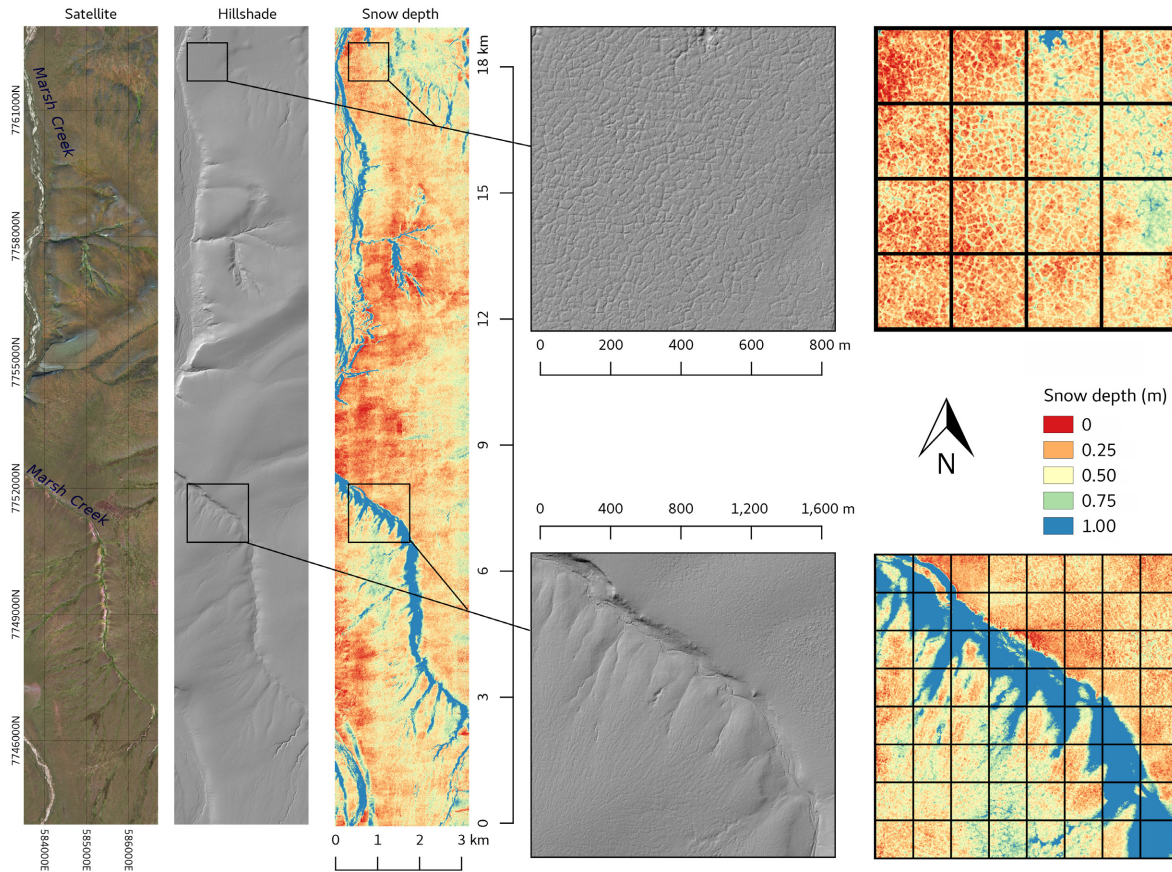 Satellite
Hillshade
Snow depth
Marsh Creek
Marsh Creek
7761000N
7758000N
7755000N
7752000N
7749000N
7746000N
584000E
585000E
586000E
18 km
15
12
9
6
3
0
0 1 2 3 km
0 200 400 600 800 m
0 400 800 1,200 1,600 m
N
Snow depth (m)
0
0.25
0.50
0.75
1.00